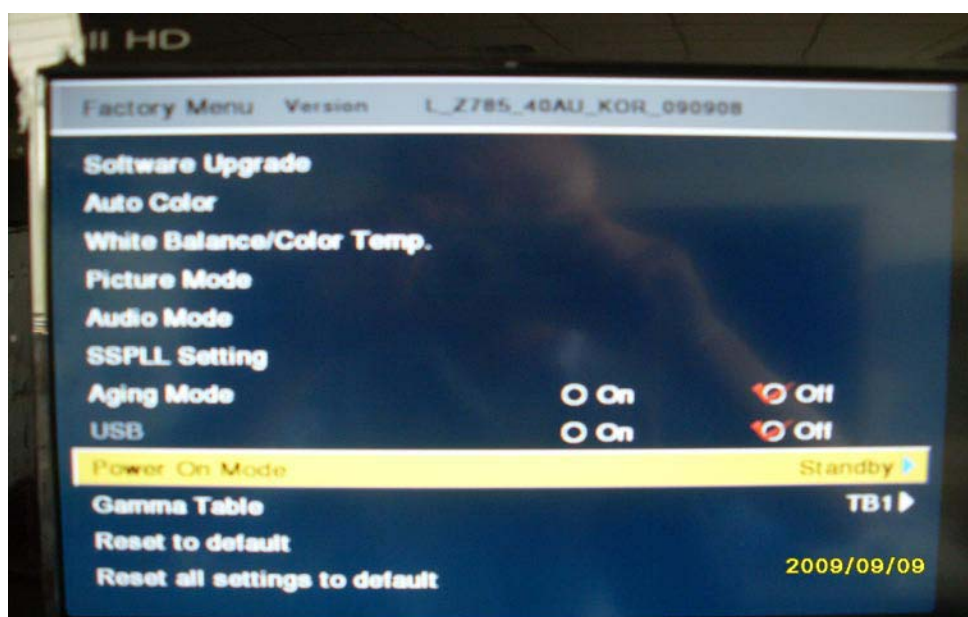 ll HD
Factory Menu Version L_Z785_40AU_KOR_090908
Software Upgrade
Auto Color
White Balance/Color Temp.
Picture Mode
Audio Mode
SSPLL Setting
Aging Mode On Off
USB On Off
Power On Mode Standby
Gamma Table TB1
Reset to default
Reset all settings to default
2009/09/09